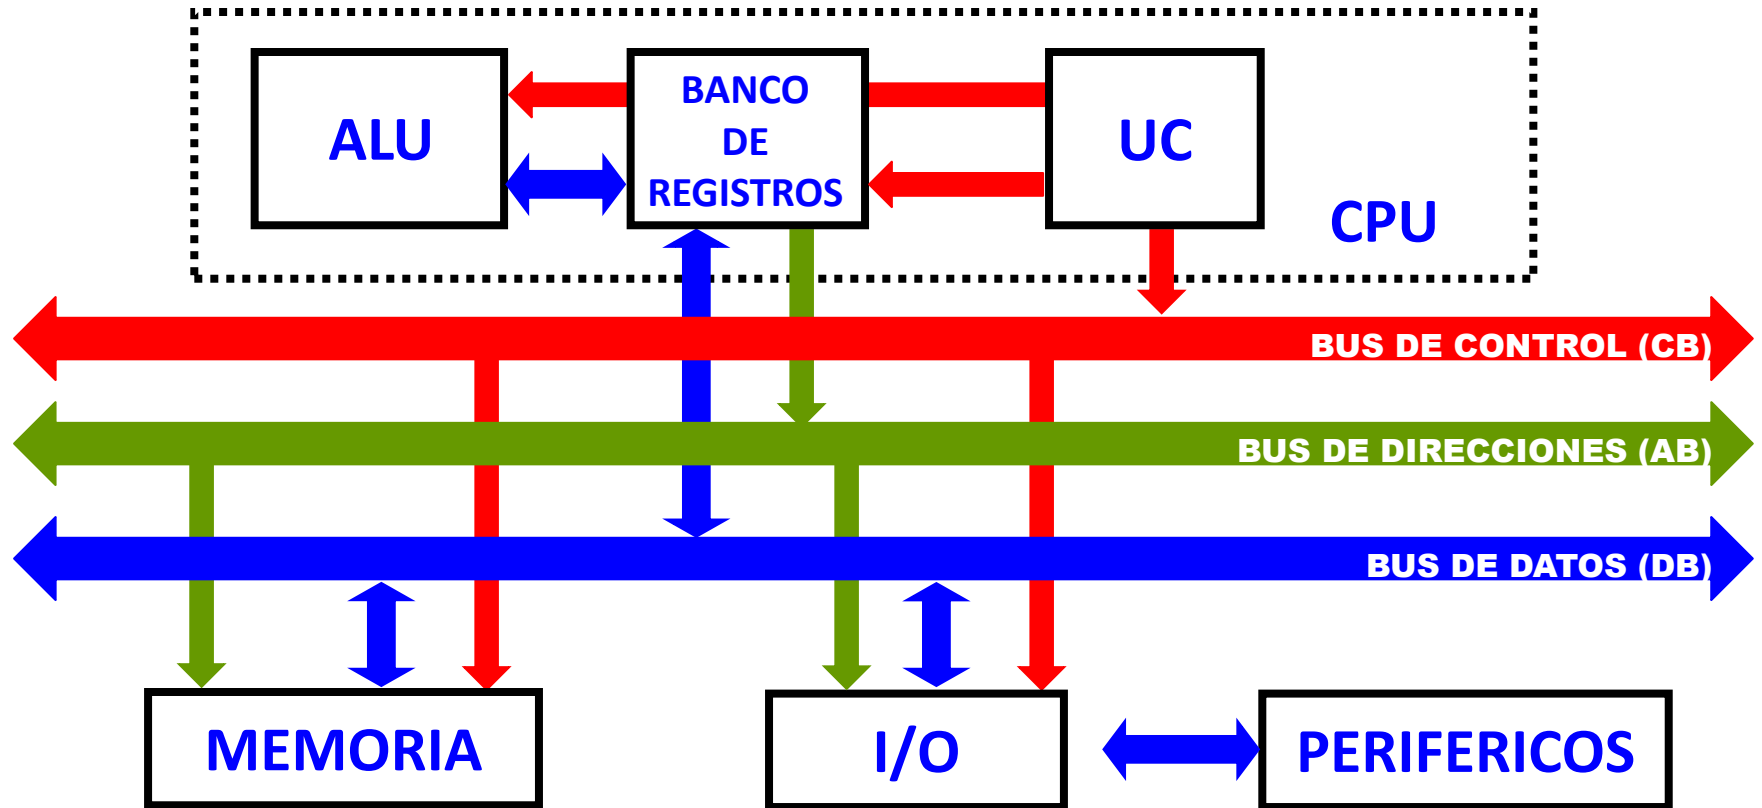 ALU
BANCO
DE
REGISTROS
UC
CPU
BUS DE CONTROL (CB)
BUS DE DIRECCIONES (AB)
BUS DE DATOS (DB)
MEMORIA
I/O
PERIFERICOS